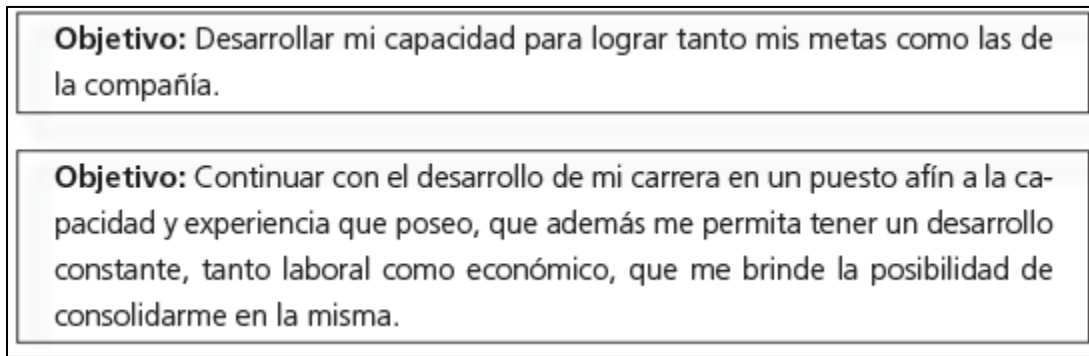 Objetivo: Desarrollar mi capacidad para lograr tanto mis metas como las de
la compañía.
Objetivo: Continuar con el desarrollo de mi carrera en un puesto afín a la ca-
pacidad y experiencia que poseo, que además me permita tener un desarrollo
constante, tanto laboral como económico, que me brinde la posibilidad de
consolidarme en la misma.